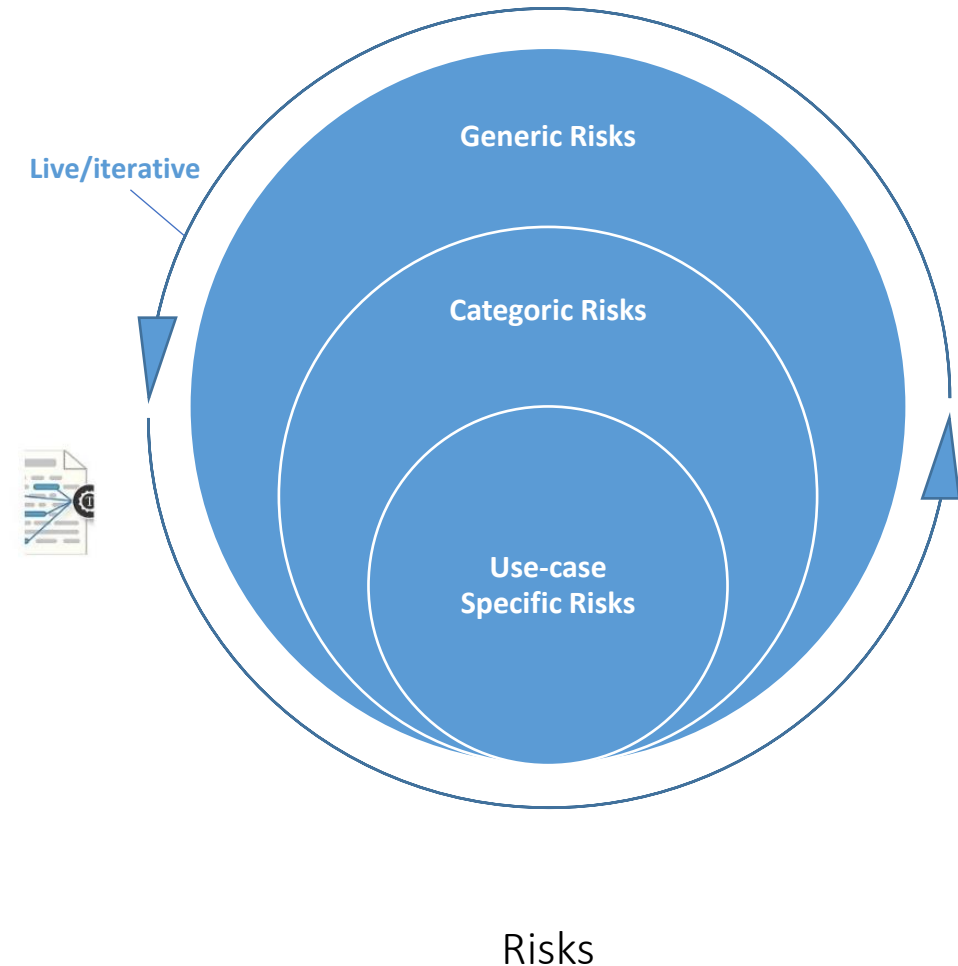 Generic Risks
Live/iterative
Categoric Risks
Use-case
Specific Risks
Risks